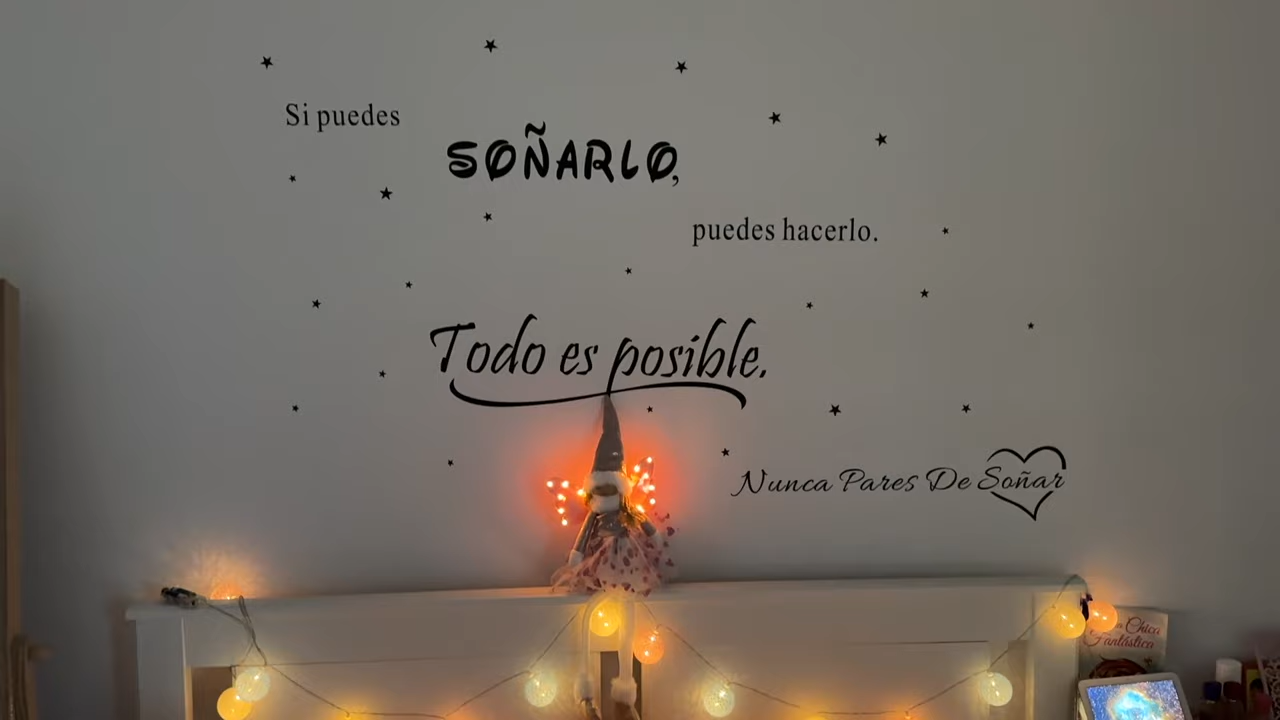 Si puedes
SOÑARLO,
puedes hacerlo.
Todo es posible.
Nunca Pares De Soñar
Chica
Fantástica